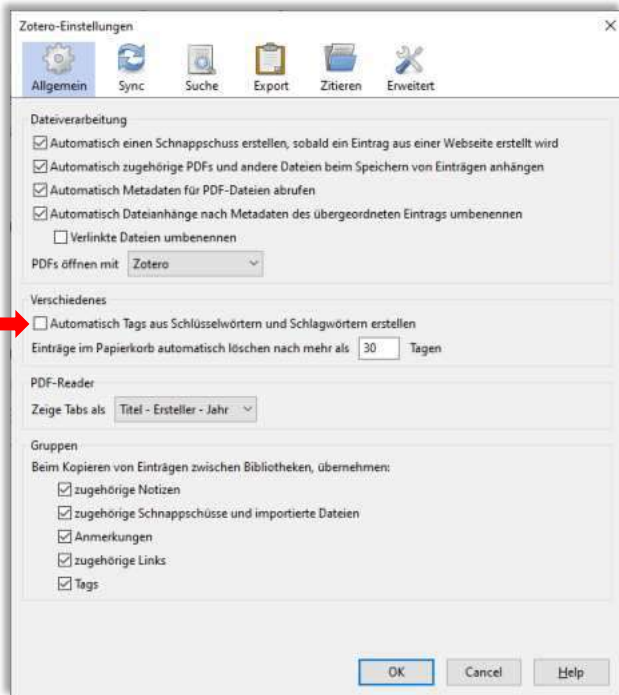 Zotero-Einstellungen
Allgemein Sync Suche Export Zitieren Erweitert
Dateiverarbeitung
Automatisch einen Schnappschuss erstellen, sobald ein Eintrag aus einer Webseite erstellt wird
Automatisch zugehörige PDFs und andere Dateien beim Speichern von Einträgen anhängen
Automatisch Metadaten für PDF-Dateien abrufen
Automatisch Dateianhänge nach Metadaten des übergeordneten Eintrags umbenennen
Verlinkte Dateien umbenennen
PDFs öffnen mit Zotero
Verschiedenes
Automatisch Tags aus Schlüsselwörtern und Schlagwörtern erstellen
Einträge im Papierkorb automatisch löschen nach mehr als 30 Tagen
PDF-Reader
Zeige Tabs als Titel - Ersteller - Jahr
Gruppen
Beim Kopieren von Einträgen zwischen Bibliotheken, übernehmen:
zugehörige Notizen
zugehörige Schnappschüsse und importierte Dateien
Anmerkungen
zugehörige Links
Tags
OK Cancel Help